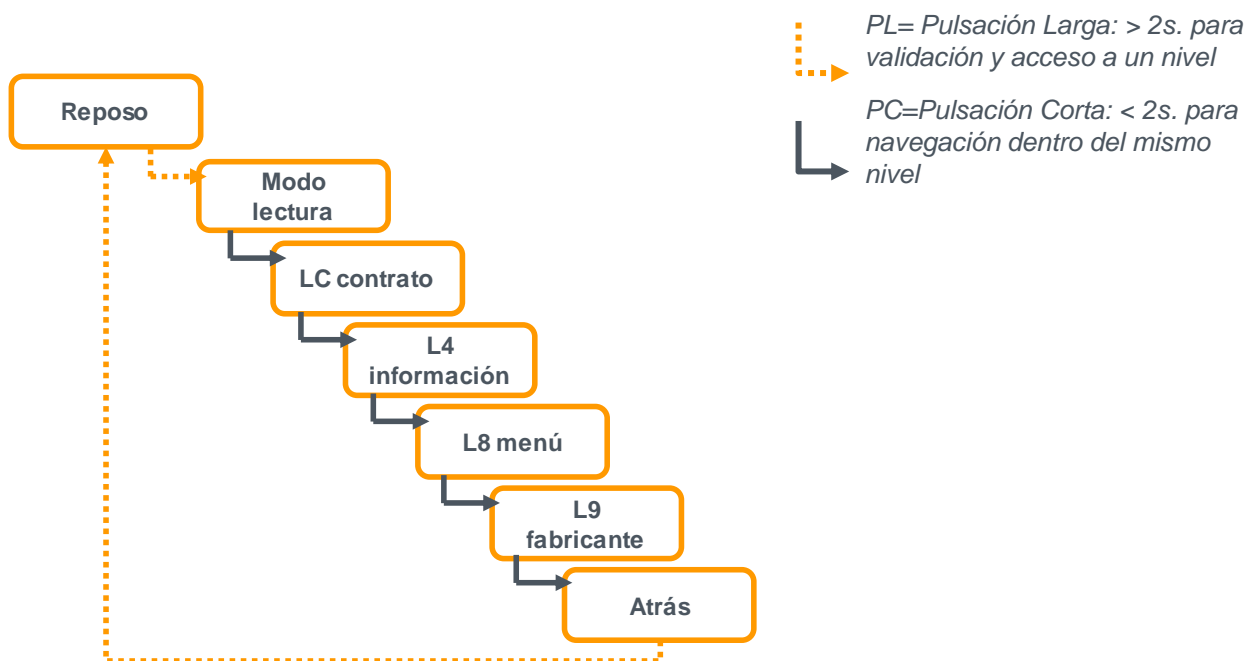 PL= Pulsación Larga: > 2s. para
validación y acceso a un nivel
PC=Pulsación Corta: < 2s. para
navegación dentro del mismo
nivel
Reposo
Modo
lectura
LC contrato
L4
información
L8 menú
L9
fabricante
Atrás